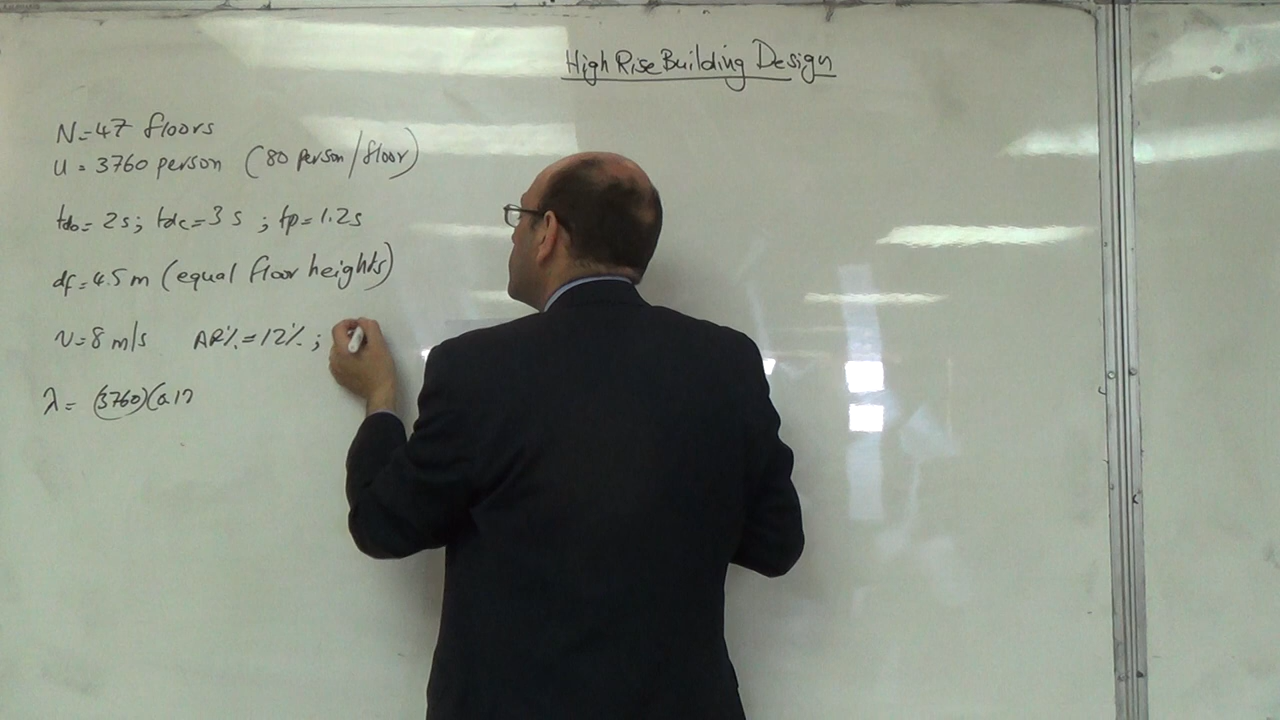 High Rise Building Design
N=47 floors
U = 3760 person (80 person/floor)
tdo= 2s; tdc=3s ; tp=1.2s
df=4.5m (equal floor heights)
v=8 m/s AR%=12% ;
λ= (3760)(0.12